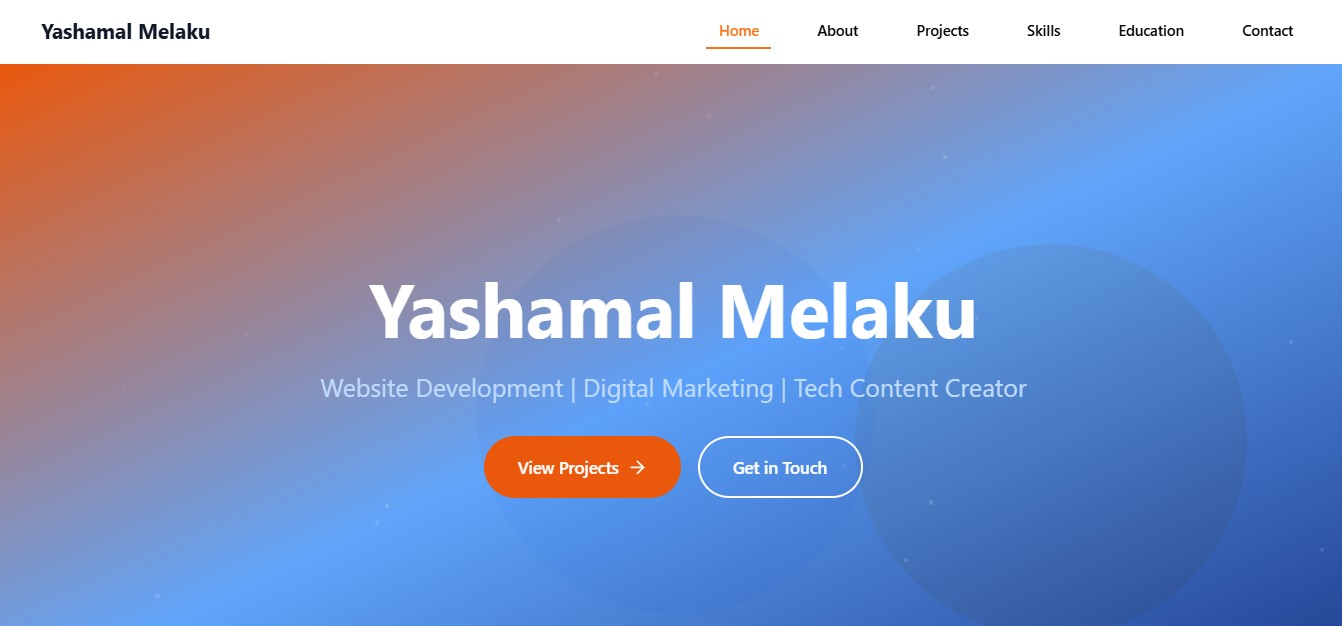 Yashamal Melaku
Home About Projects Skills Education Contact
Yashamal Melaku
Website Development | Digital Marketing | Tech Content Creator
View Projects → Get in Touch